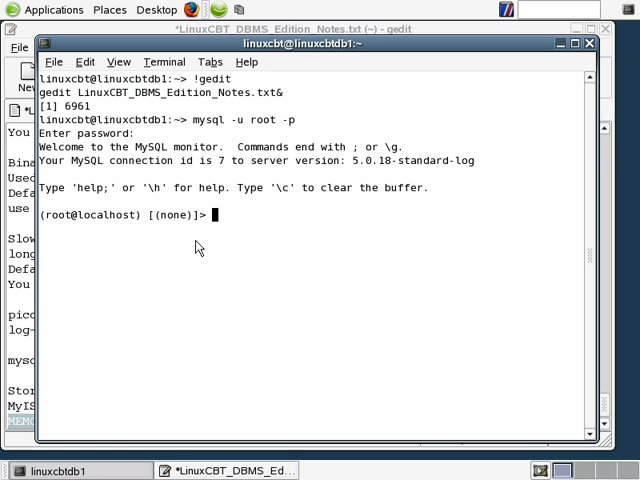 Applications Places Desktop
*LinuxCBT_DBMS_Edition_Notes.txt (~) - gedit
linuxcbt@linuxcbtdb1:~
File
File Edit View Terminal Tabs Help
linuxcbt@linuxcbtdb1:~> !gedit
gedit LinuxCBT_DBMS_Edition_Notes.txt&
[1] 6961
linuxcbt@linuxcbtdb1:~> mysql -u root -p
Enter password:
Welcome to the MySQL monitor.  Commands end with ; or \g.
Your MySQL connection id is 7 to server version: 5.0.18-standard-log
Type 'help;' or '\h' for help. Type '\c' to clear the buffer.
(root@localhost) [(none)]>
You
Bina
Used
Defa
use
Slow
long
Defa
You
pico
log-
mysq
Stor
MyIS
MEMO
linuxcbtdb1
*LinuxCBT_DBMS_Ed...